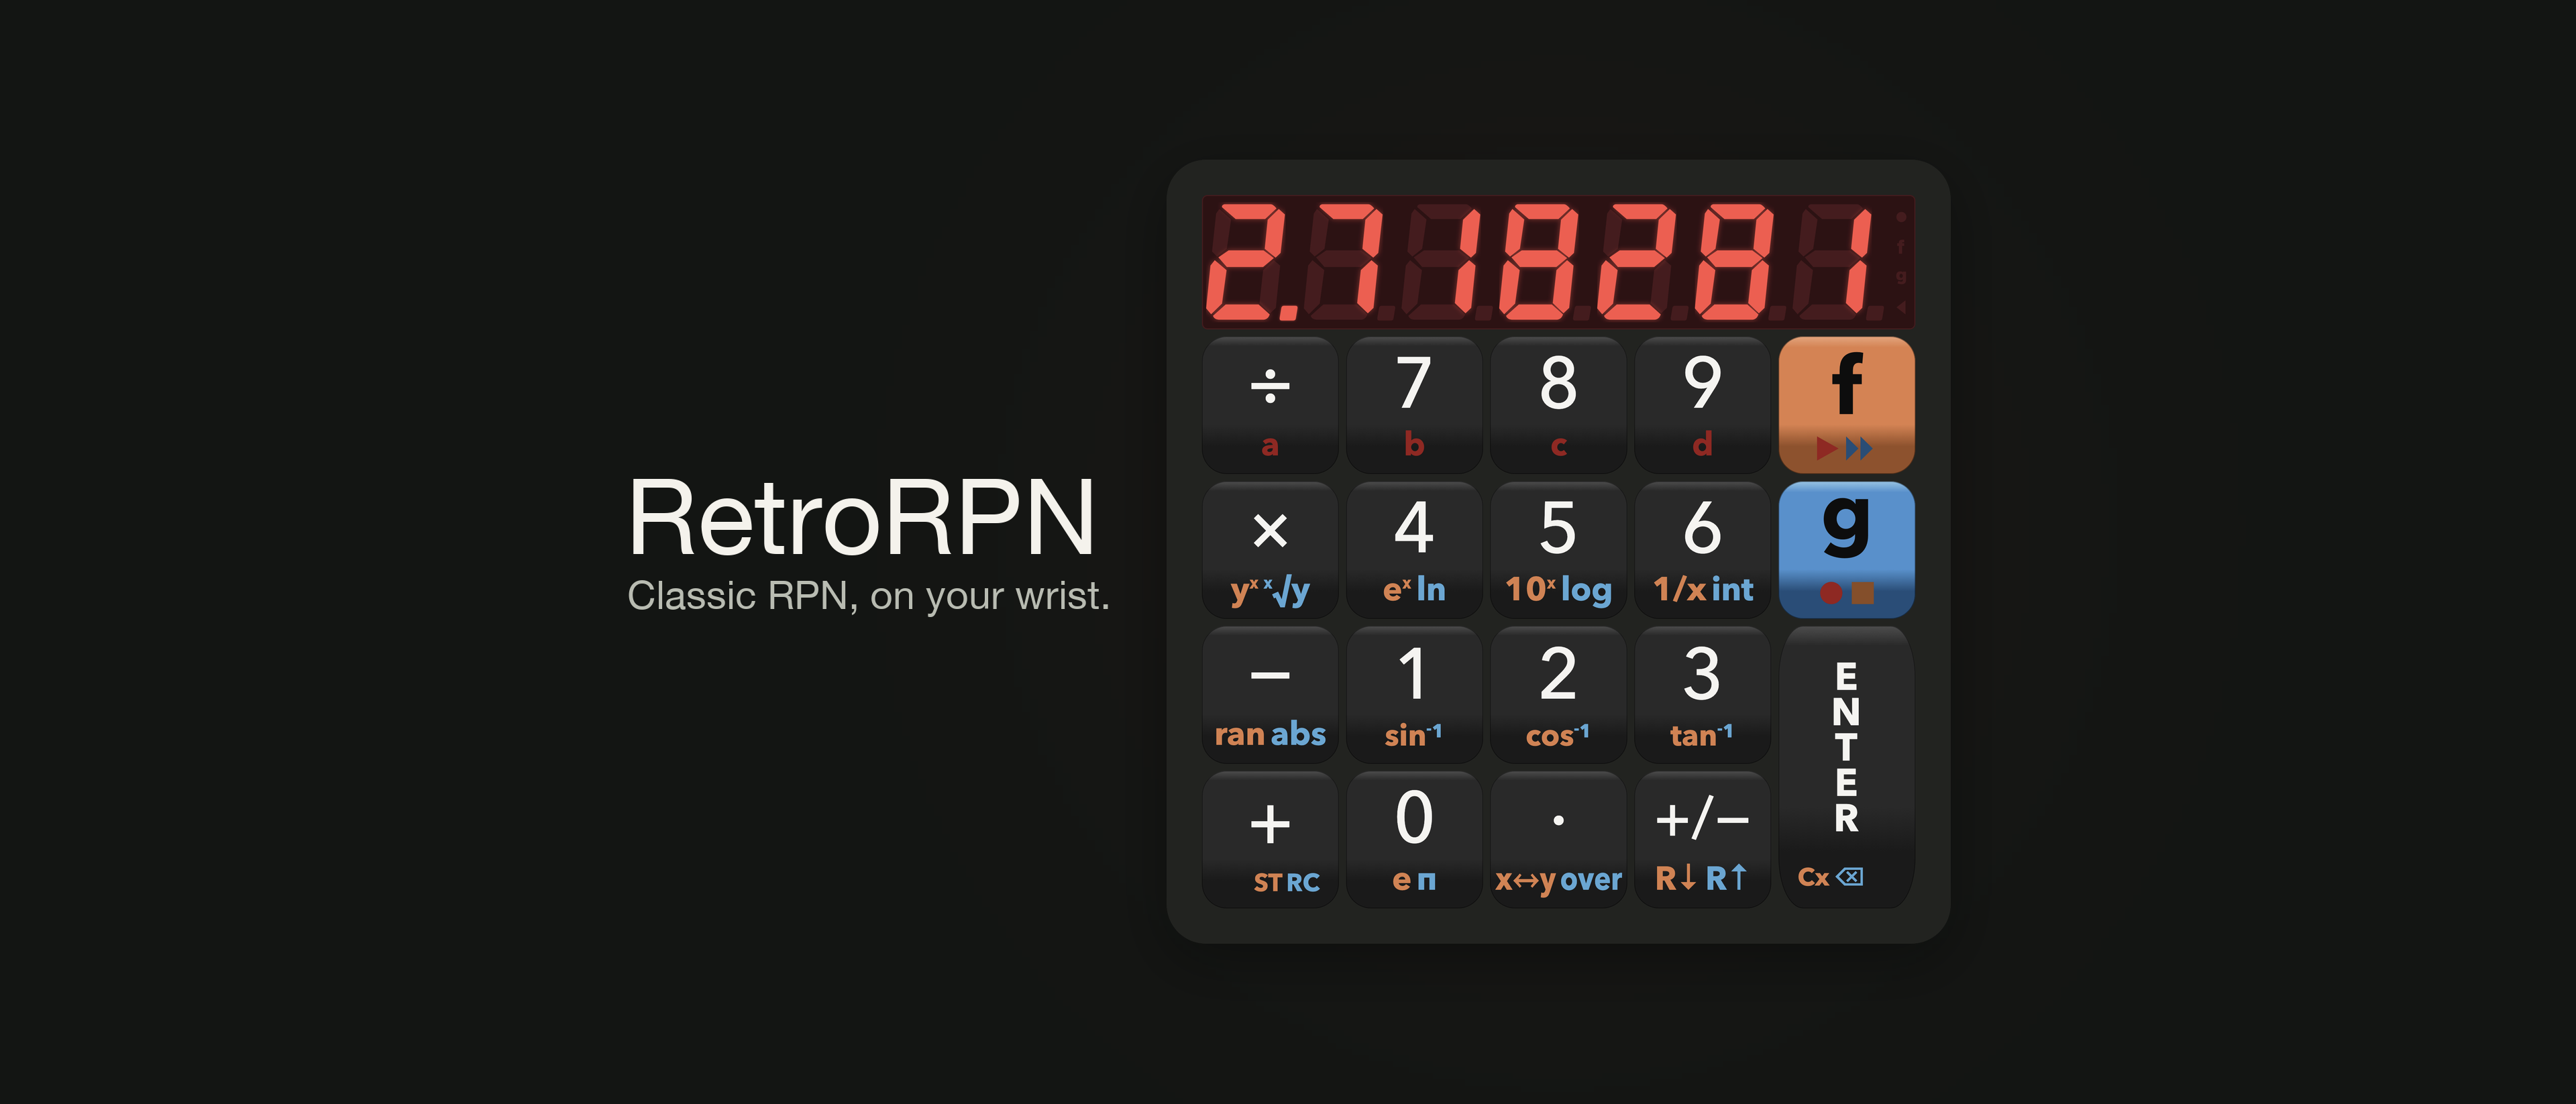 RetroRPN
Classic RPN, on your wrist.
2.718281
f
g
÷ 7 8 9 f
a b c d
× 4 5 6 g
yˣ ˣ√y eˣ ln 10ˣ log 1/x int
− 1 2 3
ran abs sin⁻¹ cos⁻¹ tan⁻¹
ENTER
+ 0 · +/−
ST RC e π x↔y over R↓ R↑ Cx ⌫